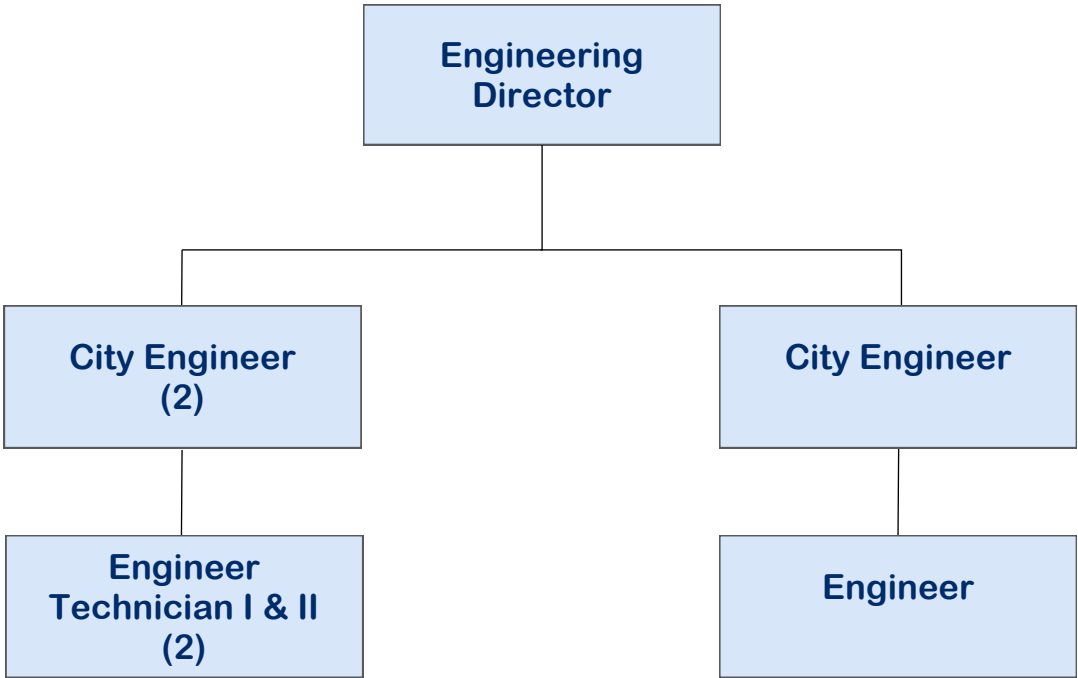 Engineering
Director
City Engineer
(2)
City Engineer
Engineer
Technician I & II
(2)
Engineer